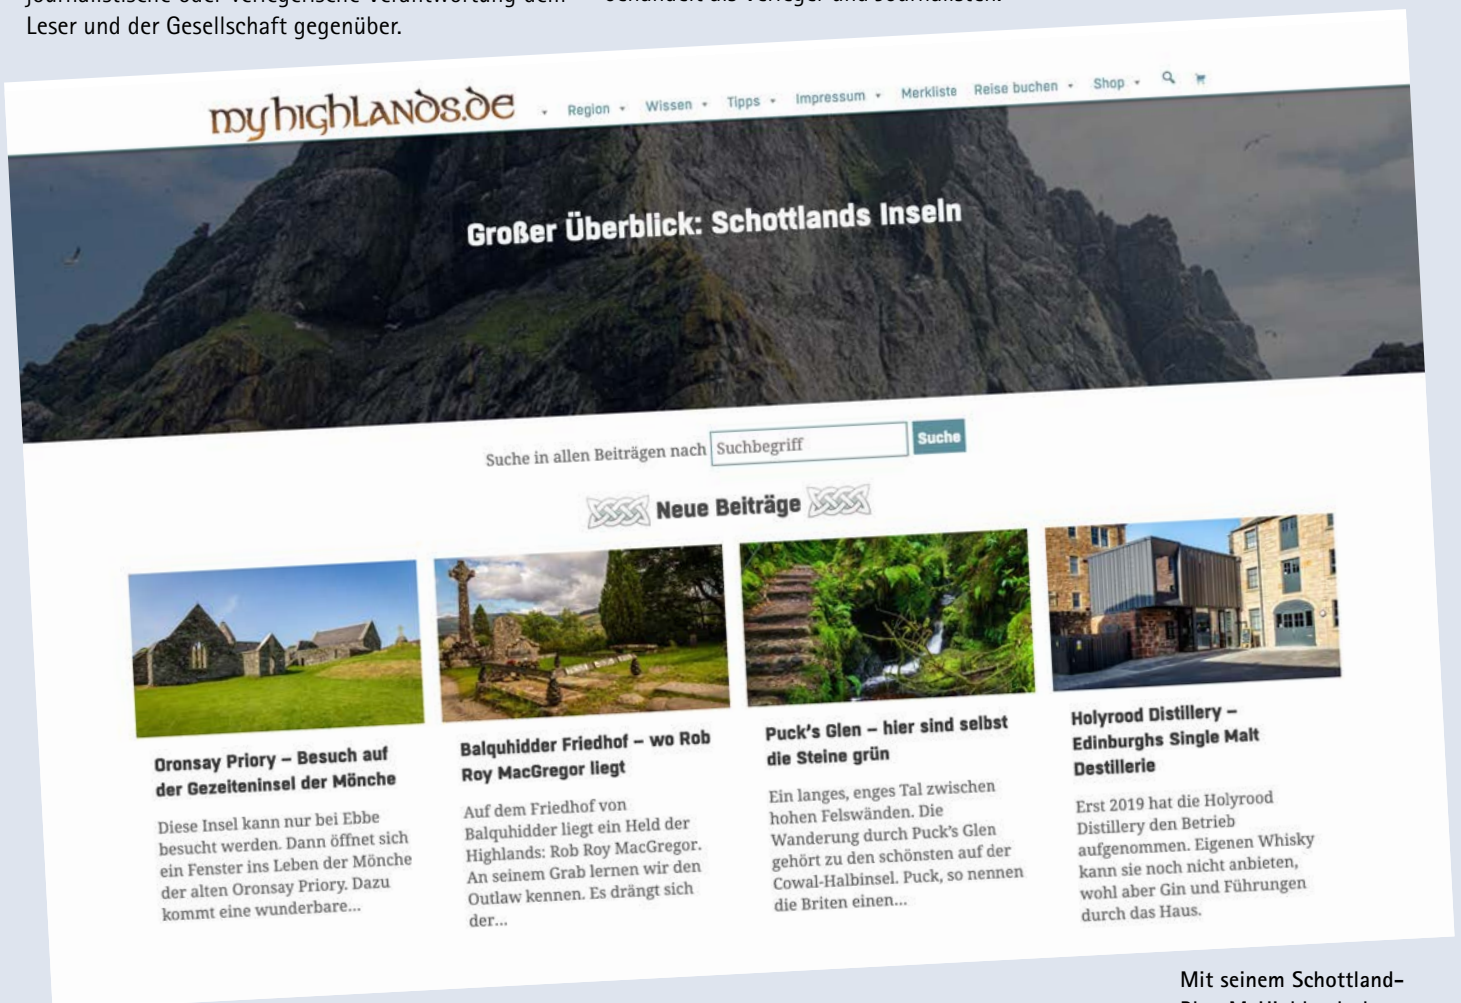 Leser und der Gesellschaft gegenüber.
myhighlands.de
Region Wissen Tipps Impressum Merkliste Reise buchen Shop
Großer Überblick: Schottlands Inseln
Suche in allen Beiträgen nach Suchbegriff Suche
Neue Beiträge
Oronsay Priory – Besuch auf
der Gezeiteninsel der Mönche
Diese Insel kann nur bei Ebbe
besucht werden. Dann öffnet sich
ein Fenster ins Leben der Mönche
der alten Oronsay Priory. Dazu
kommt eine wunderbare...
Balquhidder Friedhof – wo Rob
Roy MacGregor liegt
Auf dem Friedhof von
Balquhidder liegt ein Held der
Highlands: Rob Roy MacGregor.
An seinem Grab lernen wir den
Outlaw kennen. Es drängt sich
der...
Puck's Glen – hier sind selbst
die Steine grün
Ein langes, enges Tal zwischen
hohen Felswänden. Die
Wanderung durch Puck's Glen
gehört zu den schönsten auf der
Cowal-Halbinsel. Puck, so nennen
die Briten einen...
Holyrood Distillery –
Edinburghs Single Malt
Destillerie
Erst 2019 hat die Holyrood
Distillery den Betrieb
aufgenommen. Eigenen Whisky
kann sie noch nicht anbieten,
wohl aber Gin und Führungen
durch das Haus.
Mit seinem Schottland-